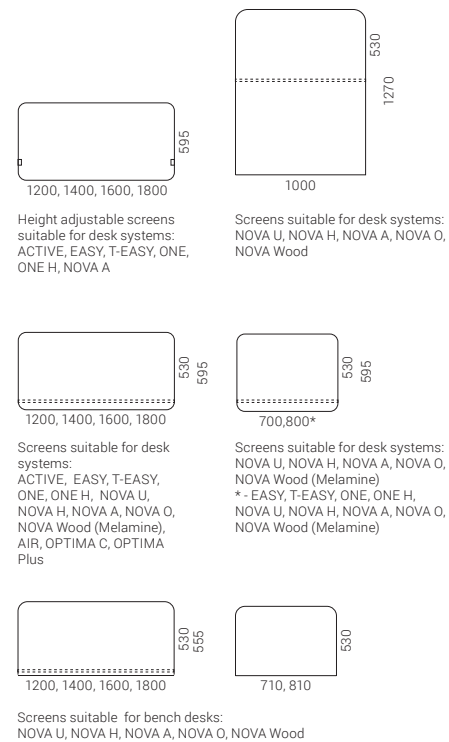 595
1200, 1400, 1600, 1800
Height adjustable screens
suitable for desk systems:
ACTIVE, EASY, T-EASY, ONE,
ONE H, NOVA A
530
1270
1000
Screens suitable for desk systems:
NOVA U, NOVA H, NOVA A, NOVA O,
NOVA Wood
530
595
1200, 1400, 1600, 1800
Screens suitable for desk
systems:
ACTIVE, EASY, T-EASY,
ONE, ONE H, NOVA U,
NOVA H, NOVA A, NOVA O,
NOVA Wood (Melamine),
AIR, OPTIMA C, OPTIMA
Plus
530
595
700,800*
Screens suitable for desk systems:
NOVA U, NOVA H, NOVA A, NOVA O,
NOVA Wood (Melamine)
* - EASY, T-EASY, ONE, ONE H,
NOVA U, NOVA H, NOVA A, NOVA O,
NOVA Wood (Melamine)
530
555
1200, 1400, 1600, 1800
530
710, 810
Screens suitable for bench desks:
NOVA U, NOVA H, NOVA A, NOVA O, NOVA Wood